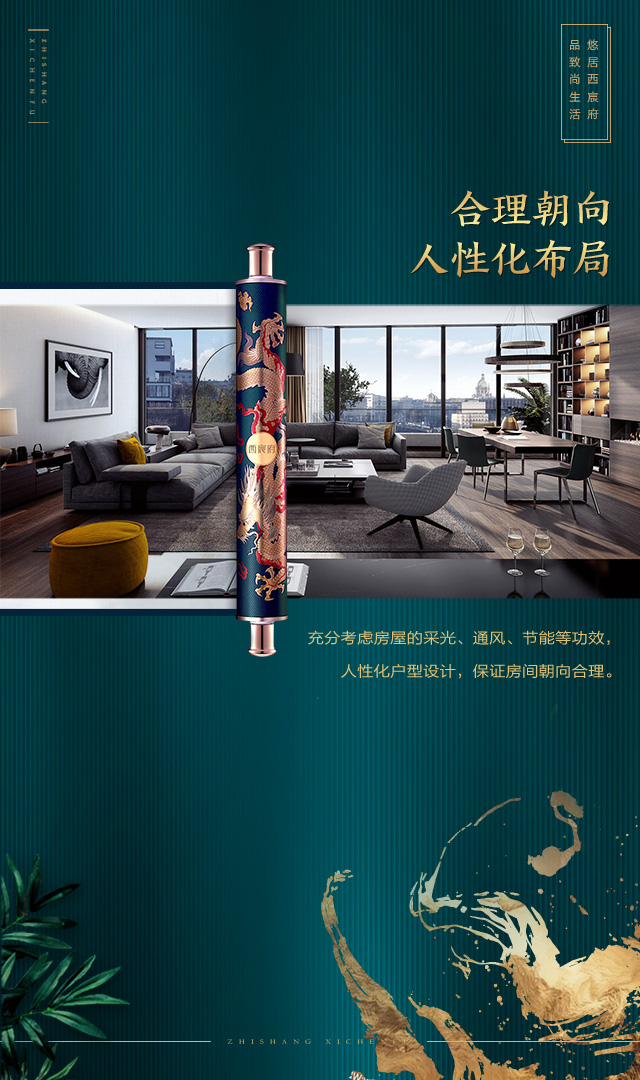 ZHISHANG
XICHENFU
悠居西宸府
品致尚生活
合理朝向
人性化布局
西宸府
充分考虑房屋的采光、通风、节能等功效，
人性化户型设计，保证房间朝向合理。
ZHISHANG XICHE